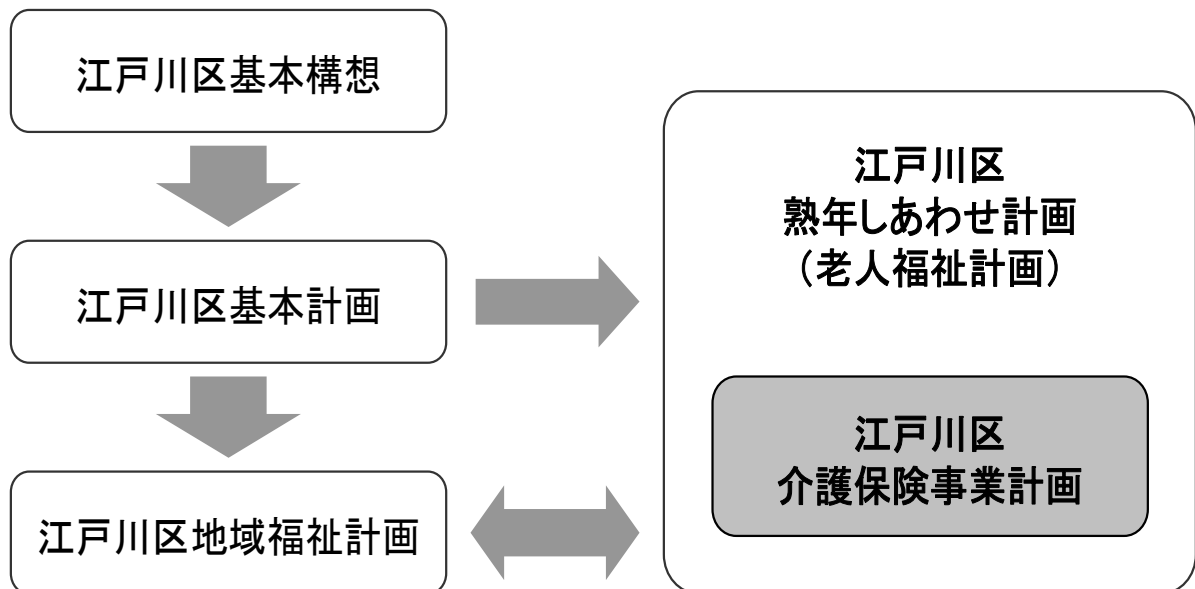 江戸川区基本構想
江戸川区基本計画
江戸川区地域福祉計画
江戸川区
熟年しあわせ計画
（老人福祉計画）
江戸川区
介護保険事業計画